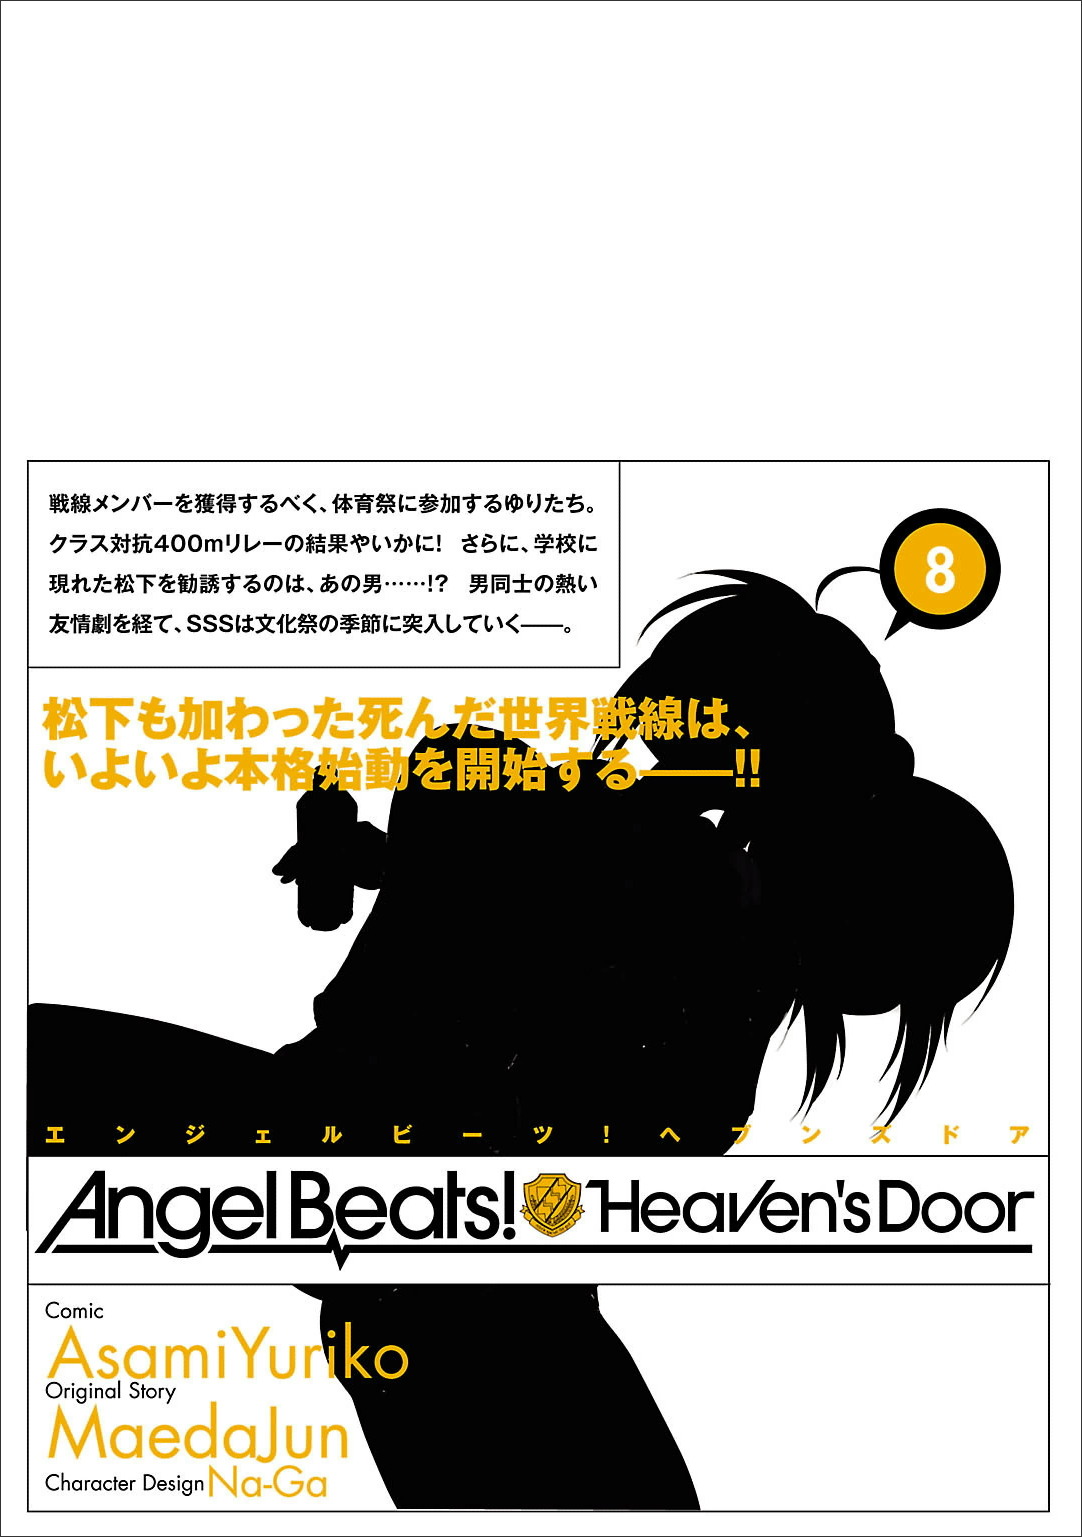 戦線メンバーを獲得するべく、体育祭に参加するゆりたち。
クラス対抗400mリレーの結果やいかに! さらに、学校に
現れた松下を勧誘するのは、あの男……!? 男同士の熱い
友情劇を経て、SSSは文化祭の季節に突入していく——。
8
松下も加わった死んだ世界戦線は、
いよいよ本格始動を開始する——!!
エンジェルビーツ!ヘブンズドア
Angel Beats! Heaven's Door
Comic
AsamiYuriko
Original Story
MaedaJun
Character Design Na-Ga